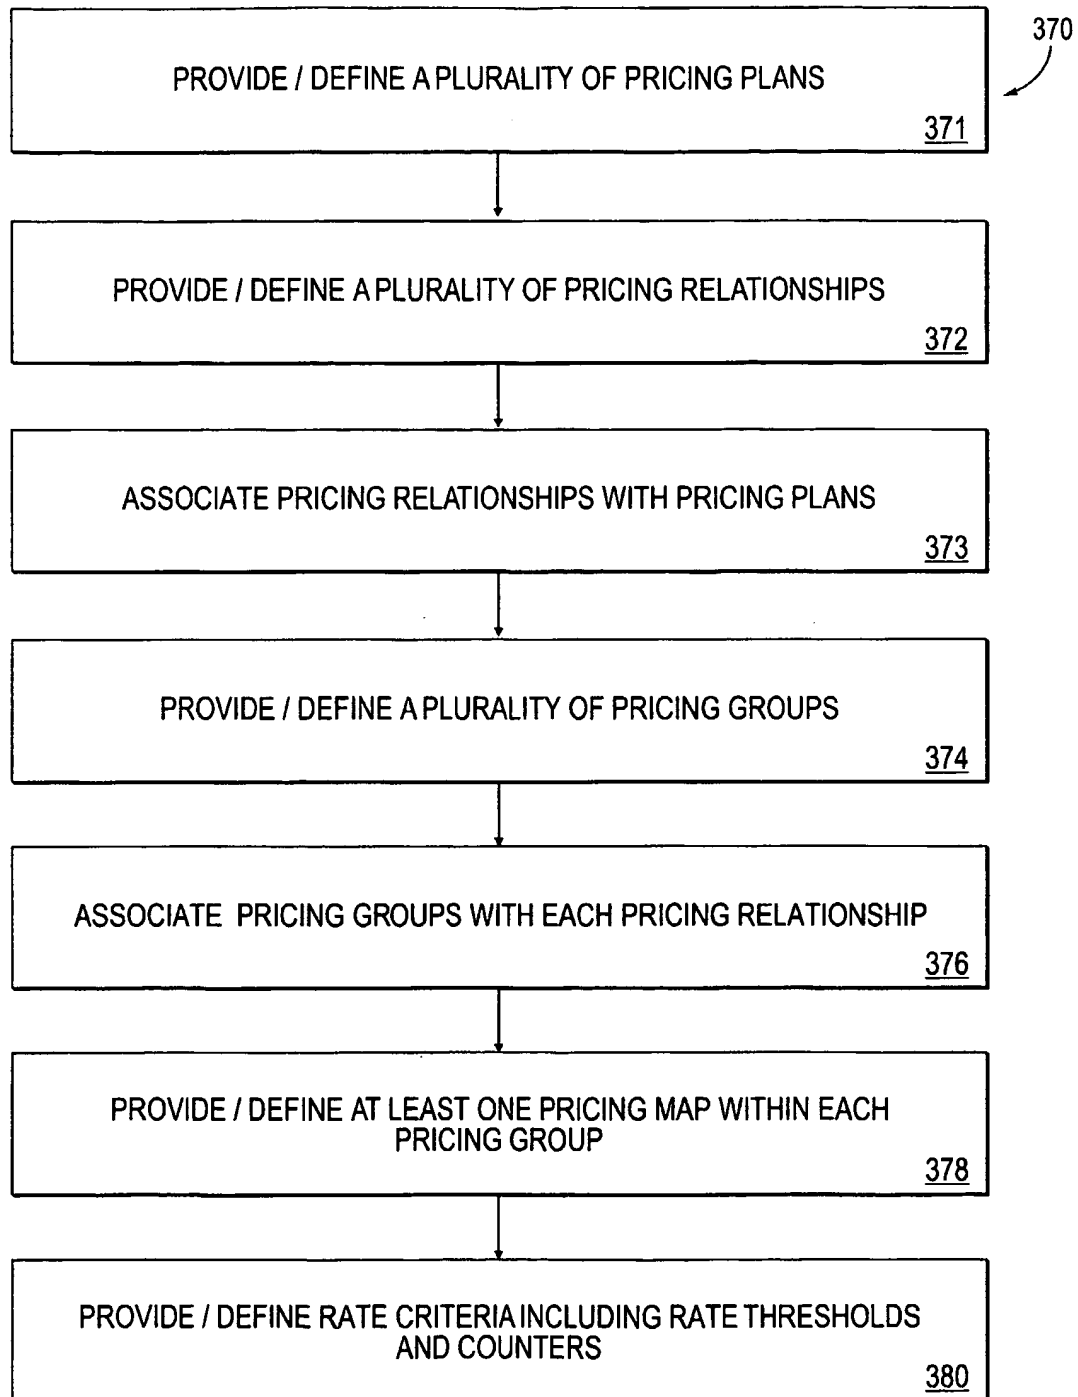 370
PROVIDE / DEFINE A PLURALITY OF PRICING PLANS
371
PROVIDE / DEFINE A PLURALITY OF PRICING RELATIONSHIPS
372
ASSOCIATE PRICING RELATIONSHIPS WITH PRICING PLANS
373
PROVIDE / DEFINE A PLURALITY OF PRICING GROUPS
374
ASSOCIATE PRICING GROUPS WITH EACH PRICING RELATIONSHIP
376
PROVIDE / DEFINE AT LEAST ONE PRICING MAP WITHIN EACH
PRICING GROUP
378
PROVIDE / DEFINE RATE CRITERIA INCLUDING RATE THRESHOLDS
AND COUNTERS
380